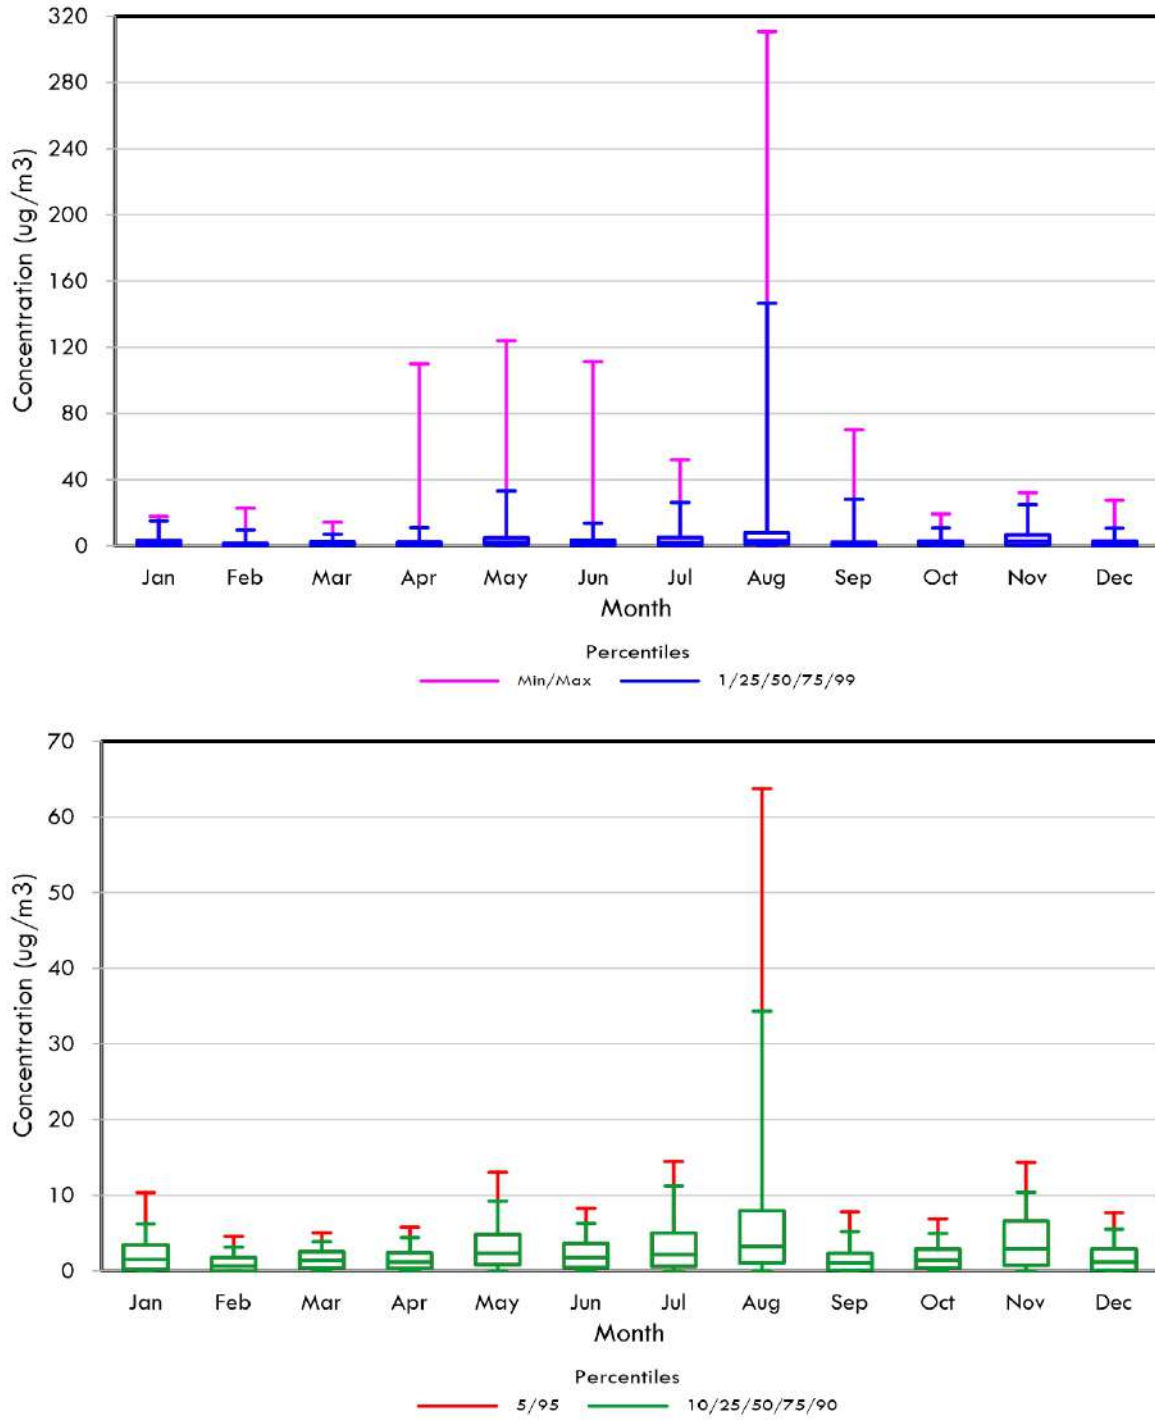 320
280
240
200
160
120
80
40
0
Concentration (ug/m3)
Jan Feb Mar Apr May Jun Jul Aug Sep Oct Nov Dec
Month
Percentiles
Min/Max 1/25/50/75/99
70
60
50
40
30
20
10
0
Concentration (ug/m3)
Jan Feb Mar Apr May Jun Jul Aug Sep Oct Nov Dec
Month
Percentiles
5/95 10/25/50/75/90